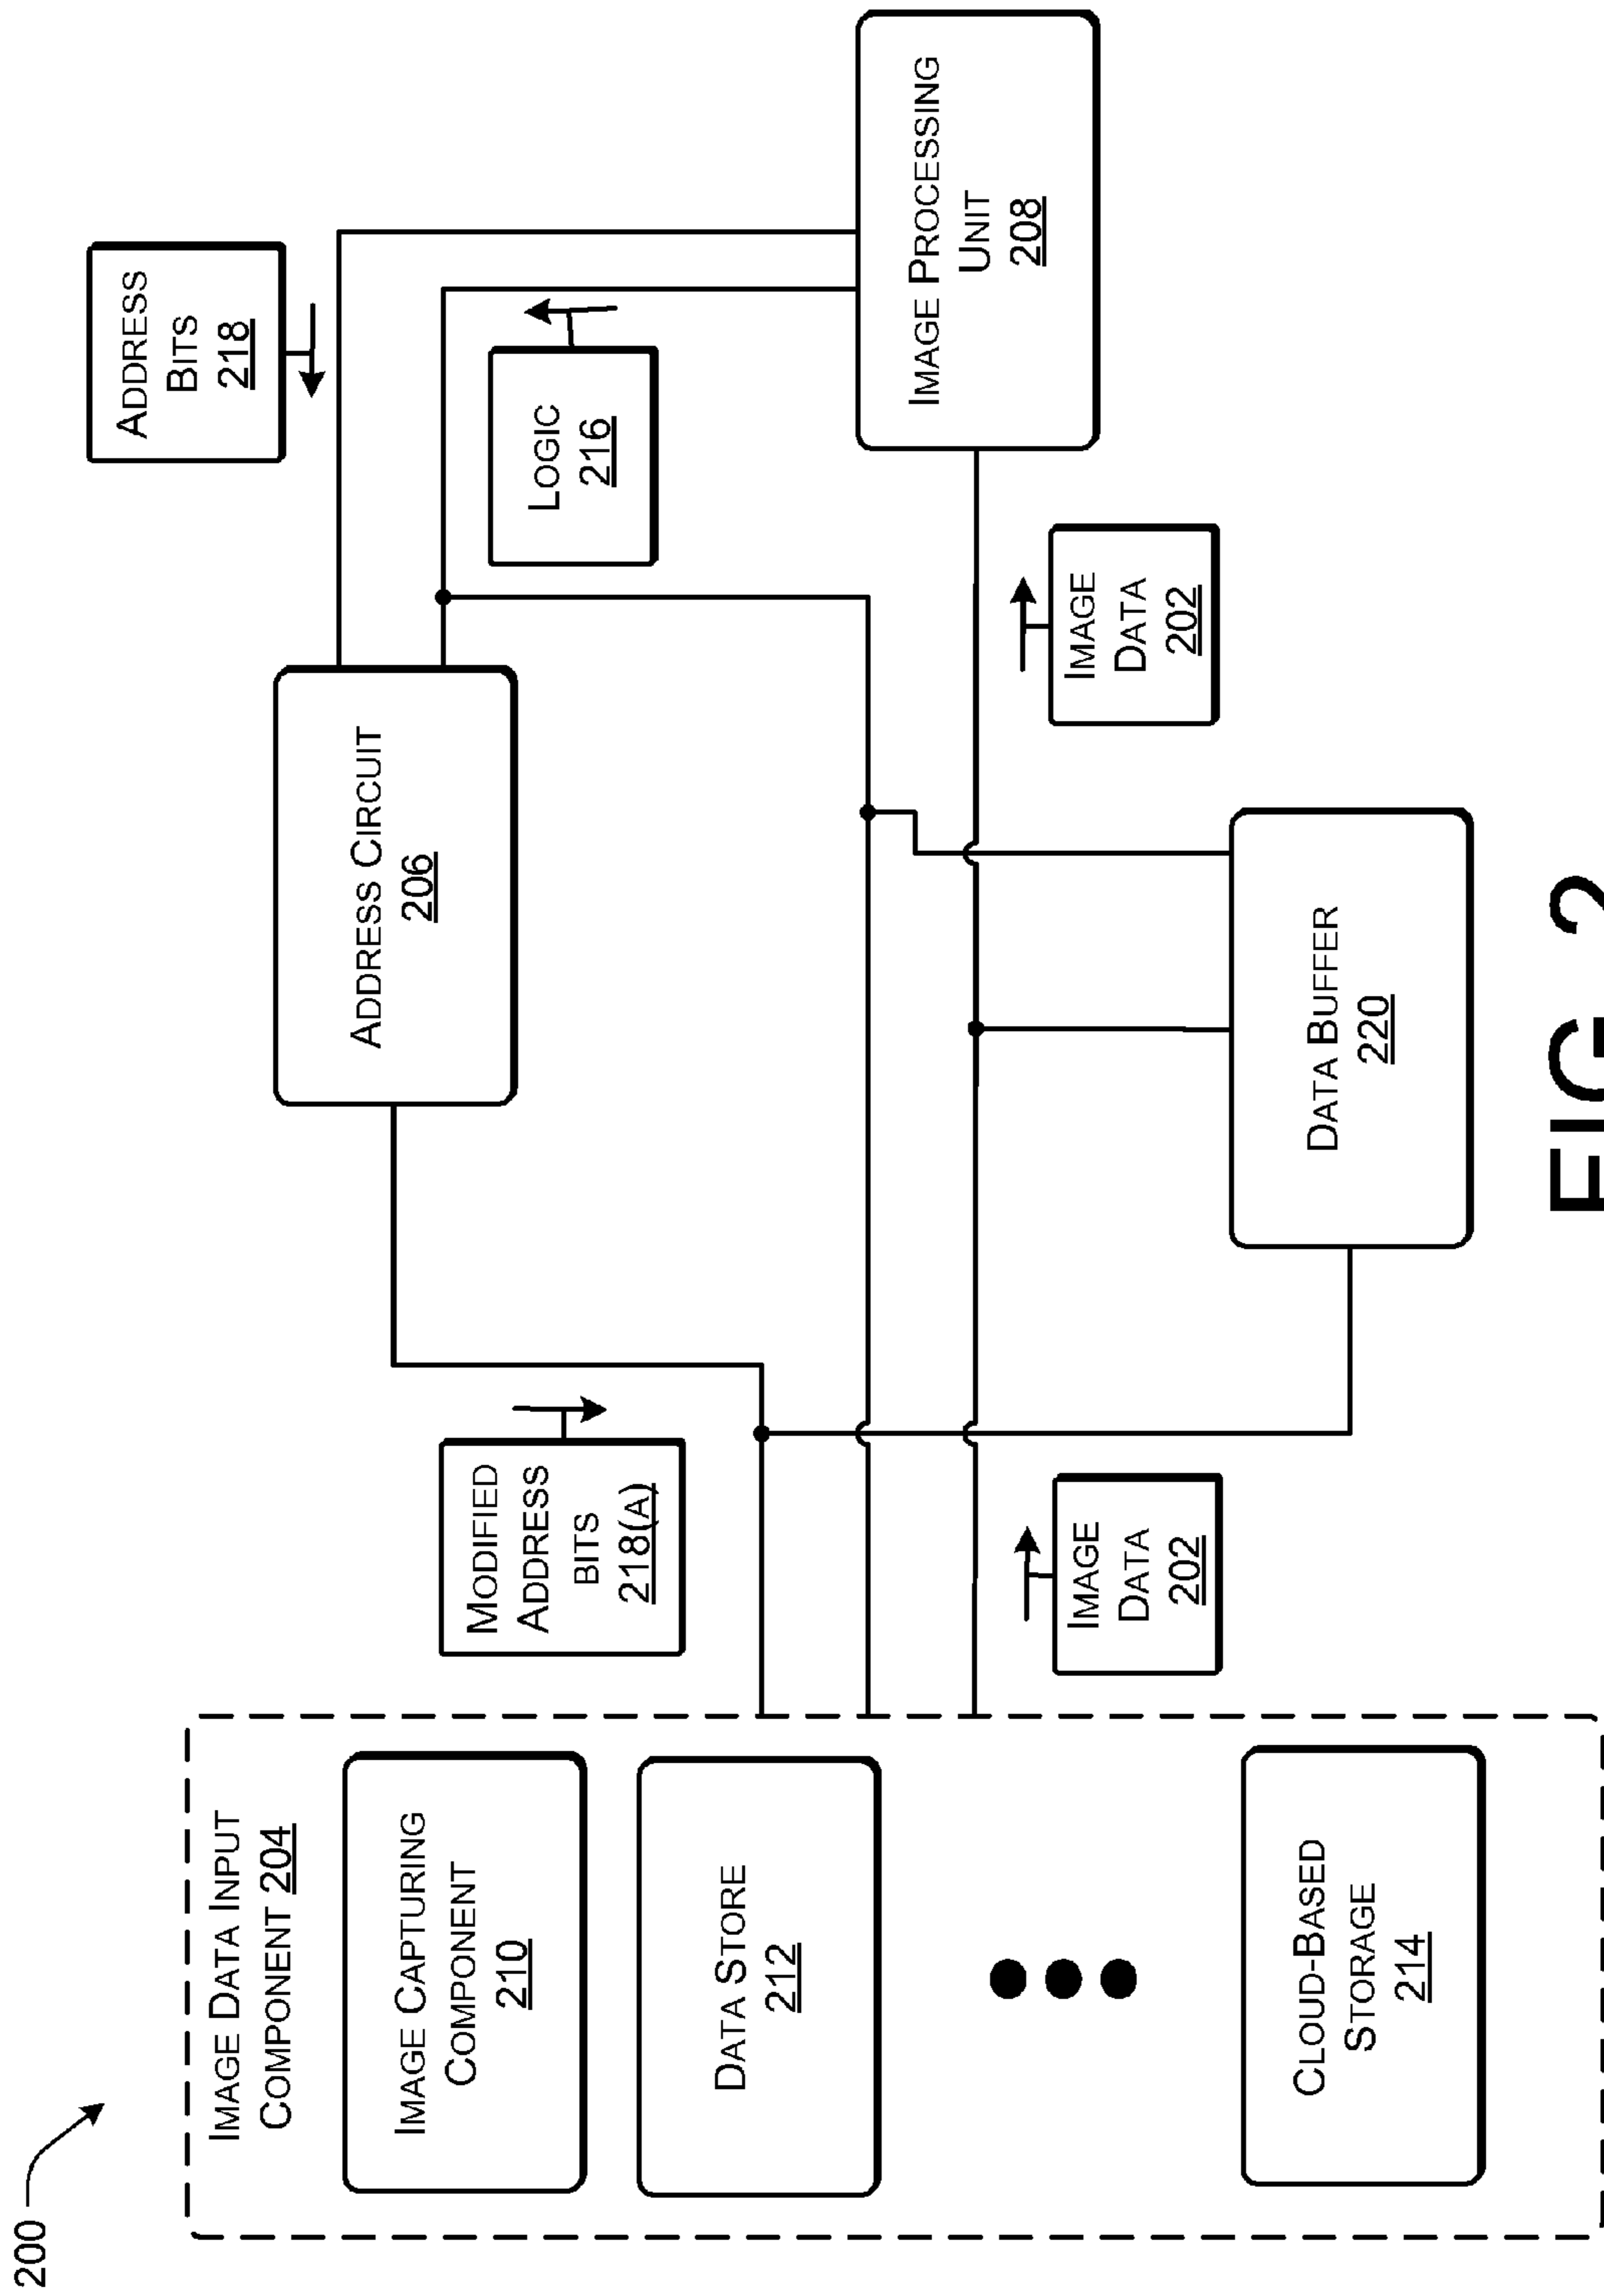 200
IMAGE DATA INPUT
COMPONENT 204
IMAGE CAPTURING
COMPONENT
210
DATA STORE
212
CLOUD-BASED
STORAGE
214
MODIFIED
ADDRESS
BITS
218(A)
IMAGE
DATA
202
ADDRESS CIRCUIT
206
DATA BUFFER
220
ADDRESS
BITS
218
LOGIC
216
IMAGE
DATA
202
IMAGE PROCESSING
UNIT
208
FIG. 2